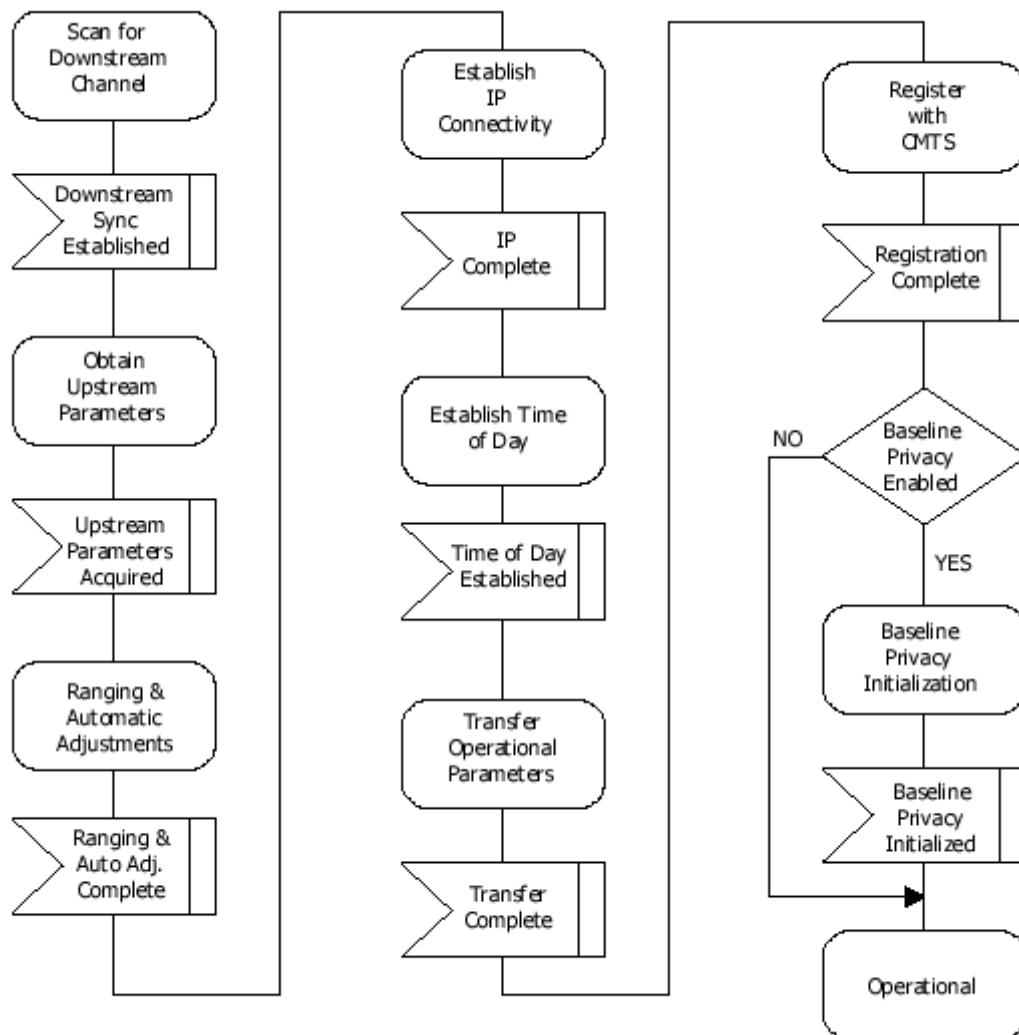 Scan for
Downstream
Channel
Downstream
Sync
Established
Obtain
Upstream
Parameters
Upstream
Parameters
Acquired
Ranging &
Automatic
Adjustments
Ranging &
Auto Adj.
Complete
Establish
IP
Connectivity
IP
Complete
Establish Time
of Day
Time of Day
Established
Transfer
Operational
Parameters
Transfer
Complete
Register
with
CMTS
Registration
Complete
NO
Baseline
Privacy
Enabled
YES
Baseline
Privacy
Initialization
Baseline
Privacy
Initialized
Operational